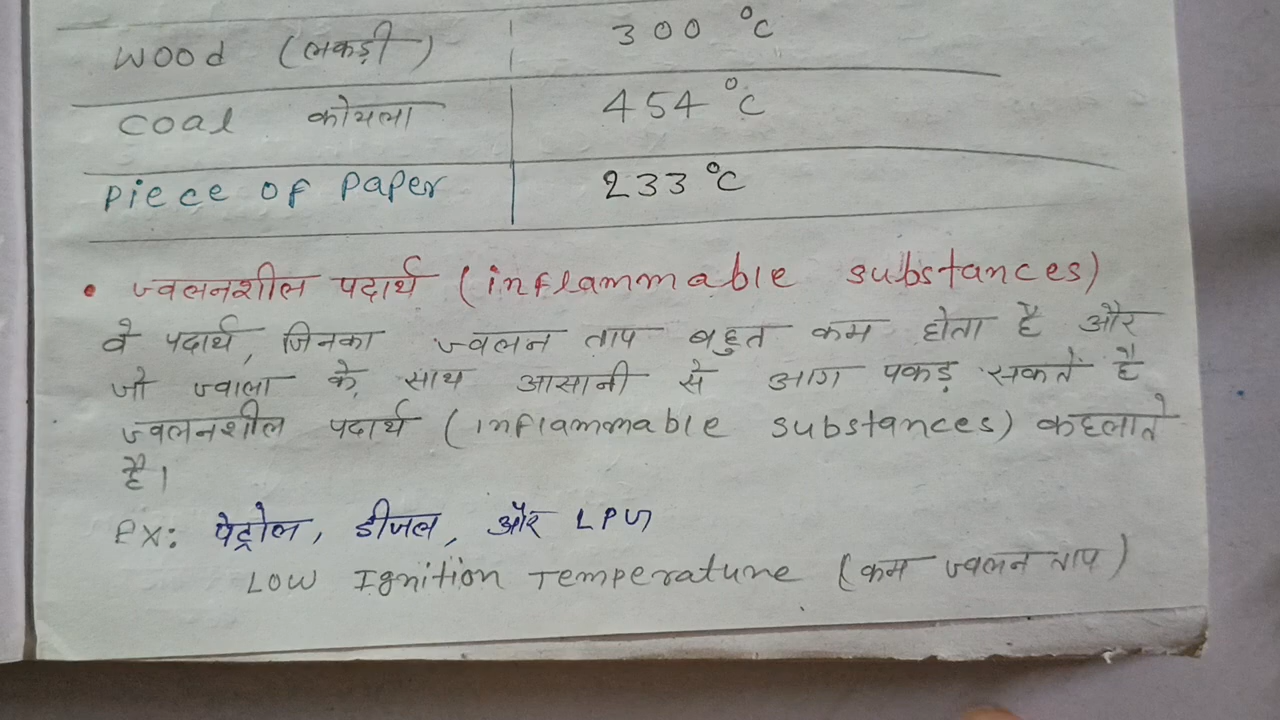 wood (लकड़ी) 300 °C
coal कोयला 454 °C
piece of paper 233 °C
• ज्वलनशील पदार्थ (inflammable substances)
वे पदार्थ, जिनका ज्वलन ताप बहुत कम होता है और
जो ज्वाला के साथ आसानी से आग पकड़ सकते है
ज्वलनशील पदार्थ (inflammable substances) कहलाते
है।
Ex: पेट्रोल, डीजल, और LPG
Low Ignition Temperature (कम ज्वलन ताप)